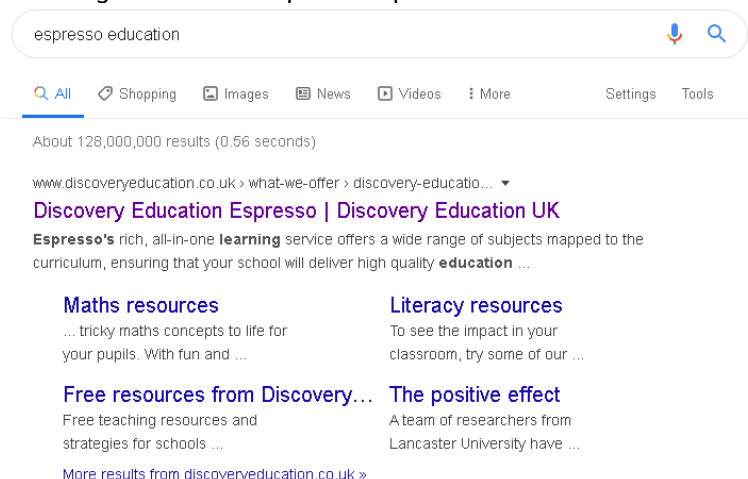 espresso education
All Shopping Images News Videos More Settings Tools
About 128,000,000 results (0.56 seconds)
www.discoveryeducation.co.uk › what-we-offer › discovery-educatio...
Discovery Education Espresso | Discovery Education UK
Espresso's rich, all-in-one learning service offers a wide range of subjects mapped to the
curriculum, ensuring that your school will deliver high quality education ...
Maths resources
... tricky maths concepts to life for
your pupils. With fun and ...
Literacy resources
To see the impact in your
classroom, try some of our ...
Free resources from Discovery...
Free teaching resources and
strategies for schools ...
The positive effect
A team of researchers from
Lancaster University have ...
More results from discoveryeducation.co.uk »